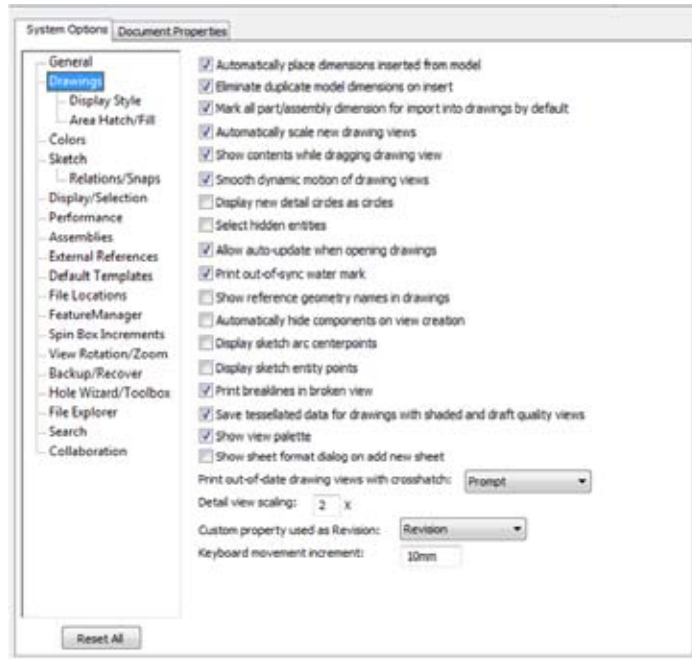 System Options
Document Properties
General
Drawings
Display Style
Area Hatch/Fill
Colors
Sketch
Relations/Snaps
Display/Selection
Performance
Assemblies
External References
Default Templates
File Locations
FeatureManager
Spin Box Increments
View Rotation/Zoom
Backup/Recover
Hole Wizard/Toolbox
File Explorer
Search
Collaboration
Reset All
Automatically place dimensions inserted from model
Eliminate duplicate model dimensions on insert
Mark all part/assembly dimension for import into drawings by default
Automatically scale new drawing views
Show contents while dragging drawing view
Smooth dynamic motion of drawing views
Display new detail circles as circles
Select hidden entities
Allow auto-update when opening drawings
Print out-of-sync water mark
Show reference geometry names in drawings
Automatically hide components on view creation
Display sketch arc centerpoints
Display sketch entity points
Print breaklines in broken view
Save tessellated data for drawings with shaded and draft quality views
Show view palette
Show sheet format dialog on add new sheet
Print out-of-date drawing views with crosshatch: Prompt
Detail view scaling: 2 X
Custom property used as Revision: Revision
Keyboard movement increment: 10mm